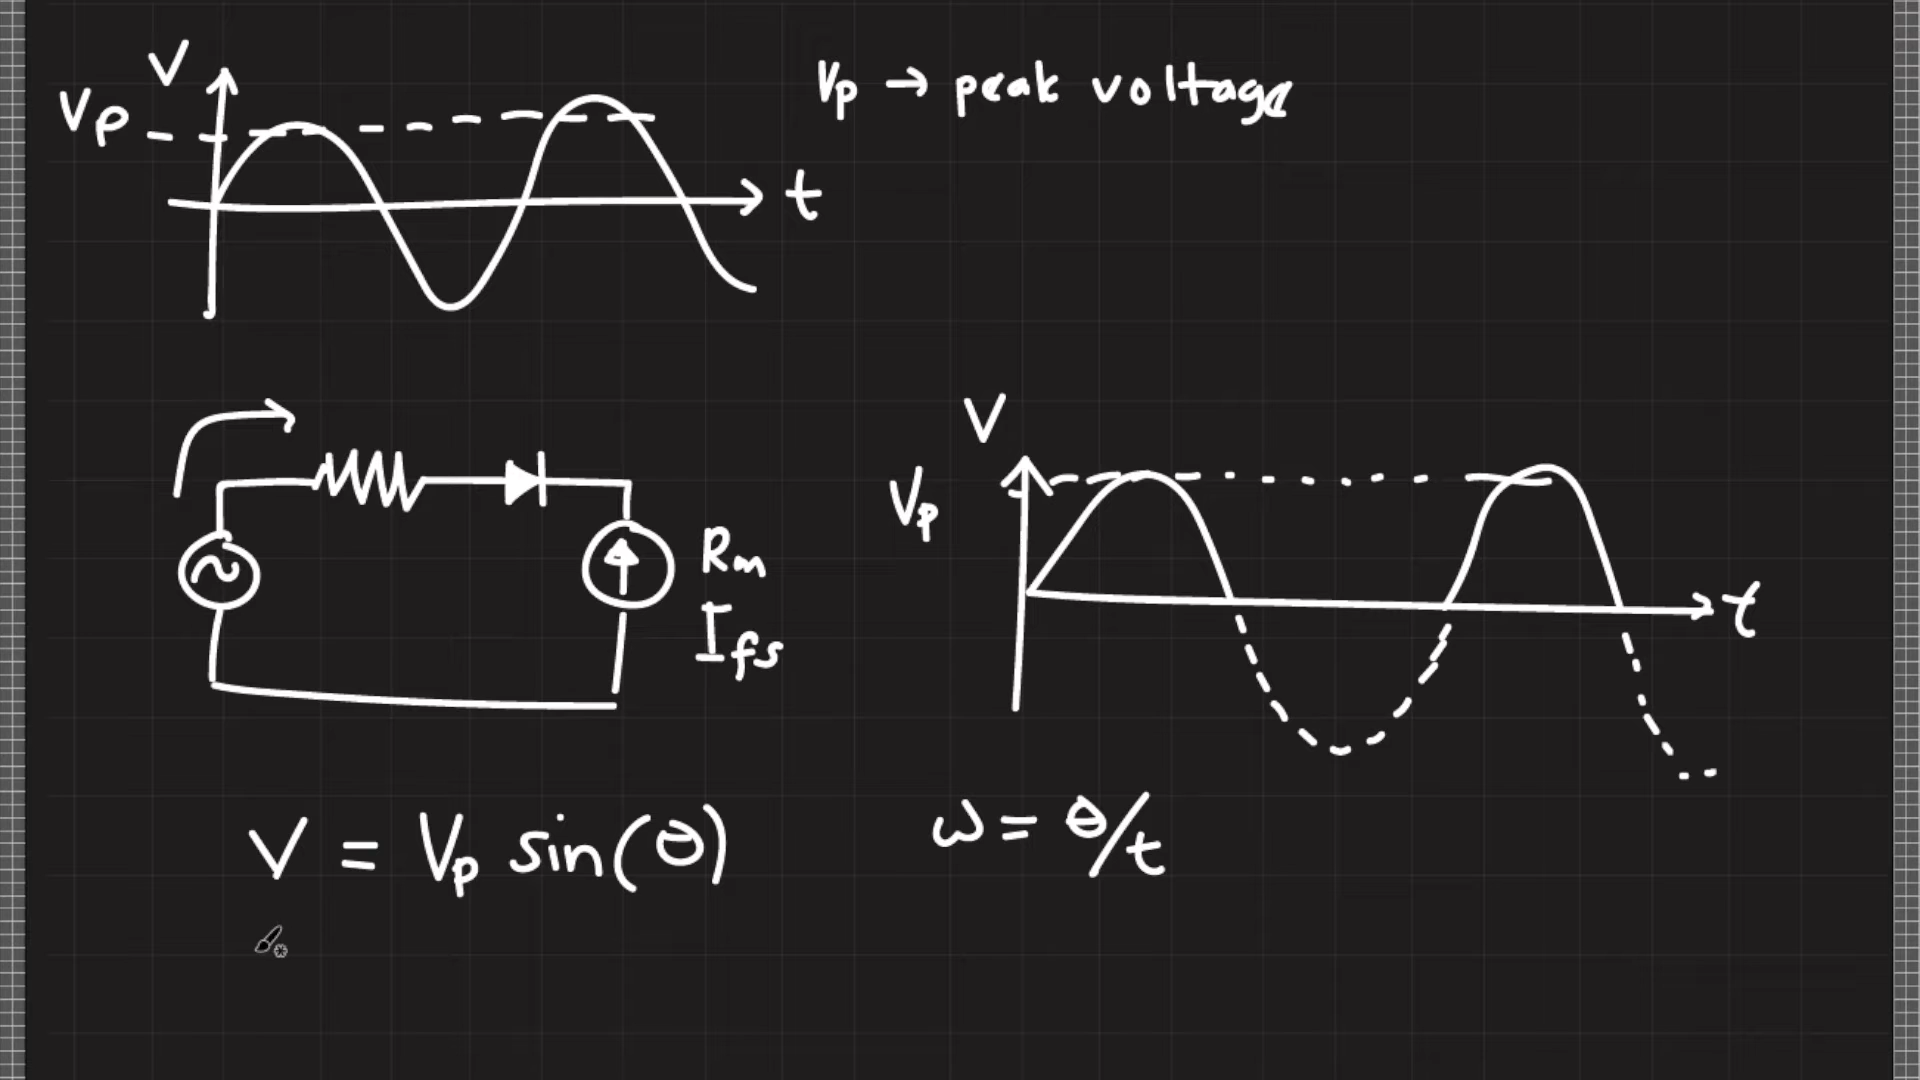 V
Vp
t
Vp → peak voltage
Rm
Ifs
V
Vp
t
V = Vp sin(θ)
ω = θ/t